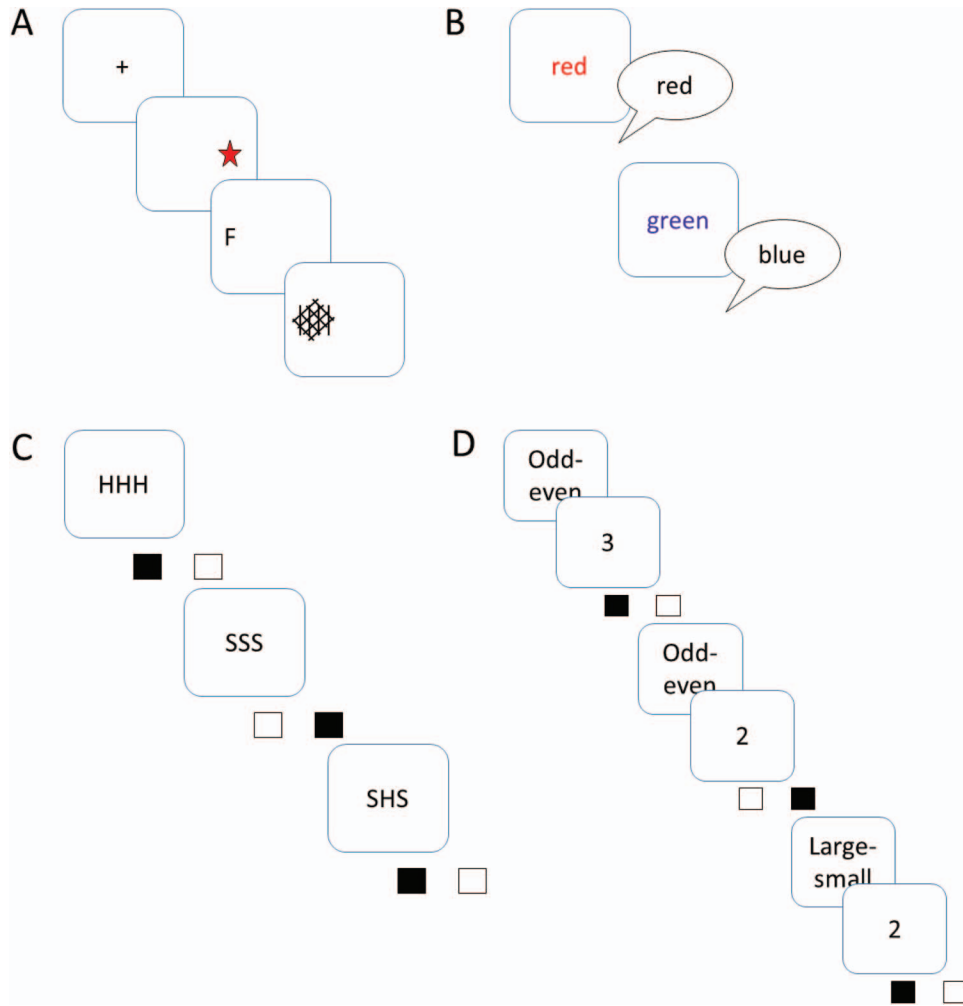 A
+
F
B
red
red
green
blue
C
HHH
SSS
SHS
D
Odd-
even
3
Odd-
even
2
Large-
small
2